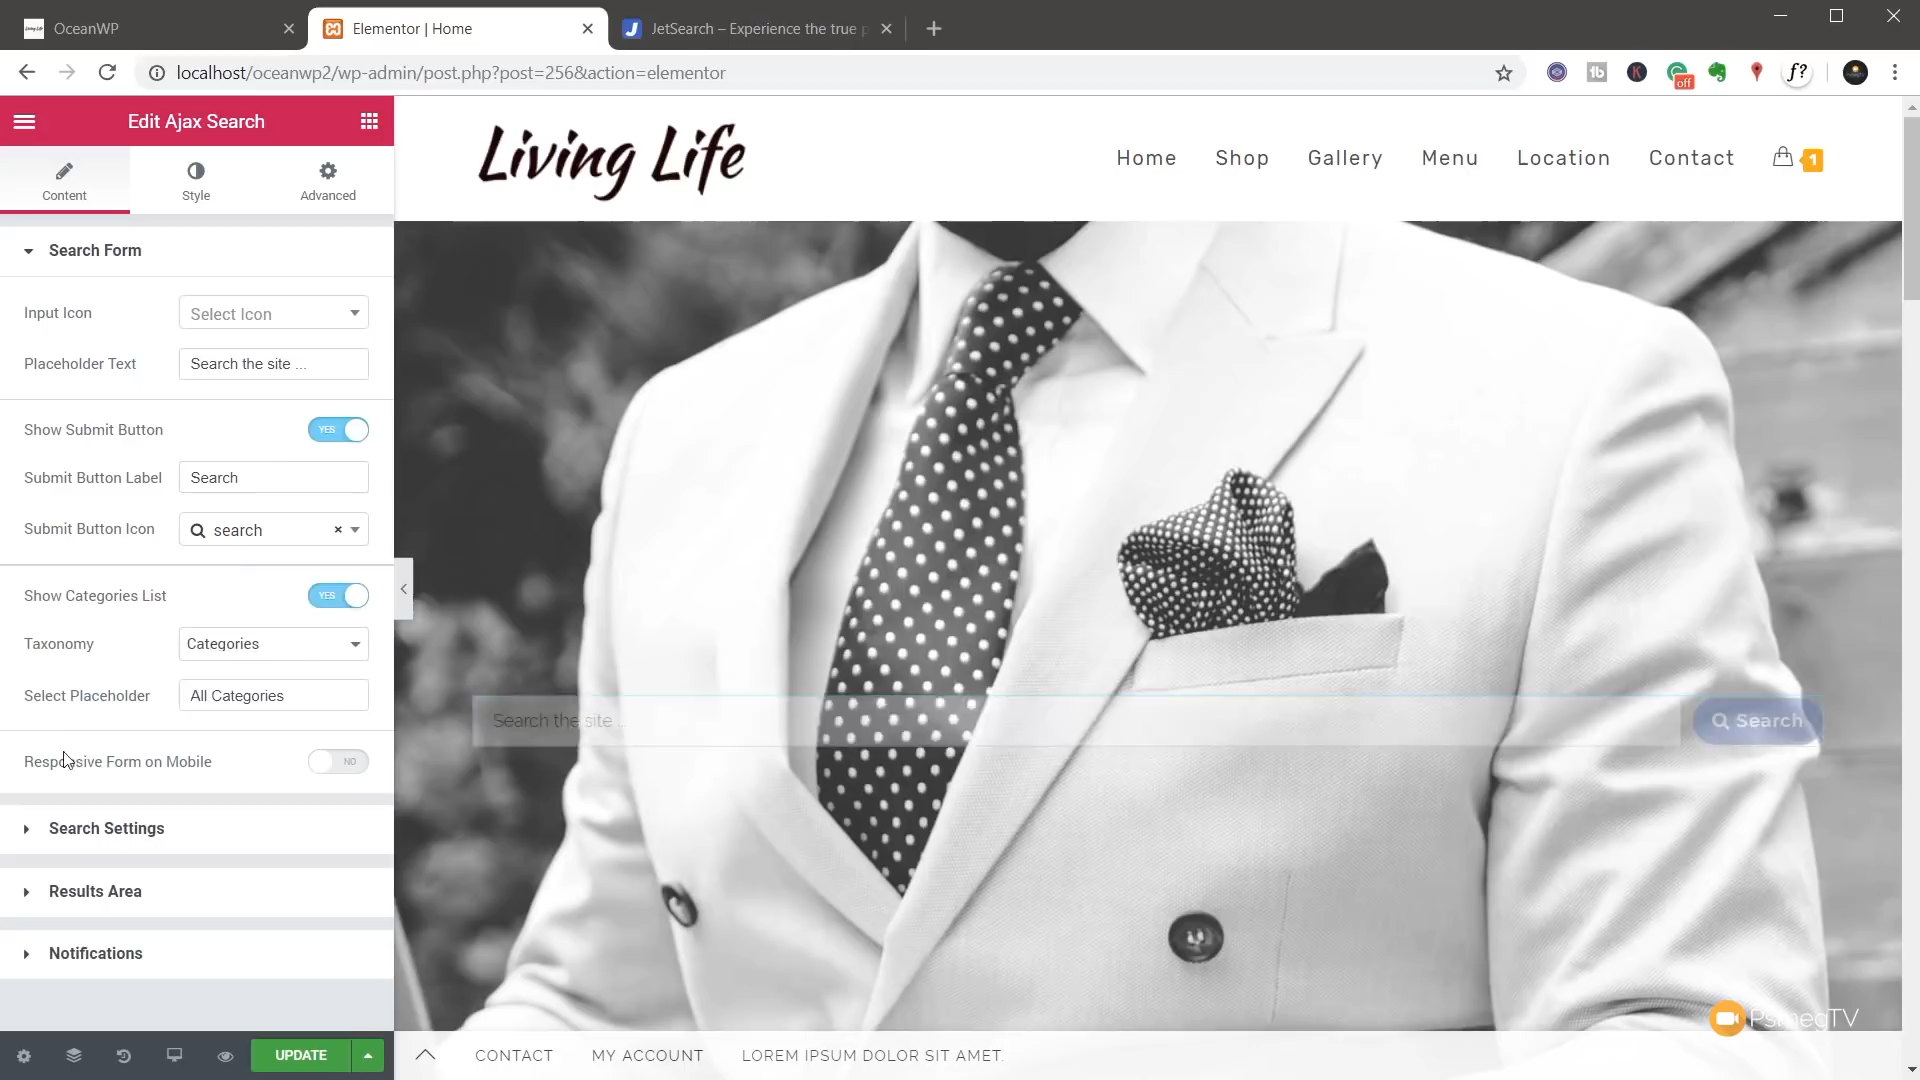 OceanWP
Elementor | Home
JetSearch – Experience the true p
localhost/oceanwp2/wp-admin/post.php?post=256&action=elementor
off
f?
Edit Ajax Search
Content
Style
Advanced
Living Life
Home
Shop
Gallery
Menu
Location
Contact
1
Search Form
Input Icon
Select Icon
Placeholder Text
Search the site ...
Show Submit Button
YES
Submit Button Label
Search
Submit Button Icon
search
Show Categories List
YES
Taxonomy
Categories
Select Placeholder
All Categories
Responsive Form on Mobile
NO
Search the site ...
Search
Search Settings
Results Area
Notifications
PsmegTV
UPDATE
CONTACT
MY ACCOUNT
LOREM IPSUM DOLOR SIT AMET.